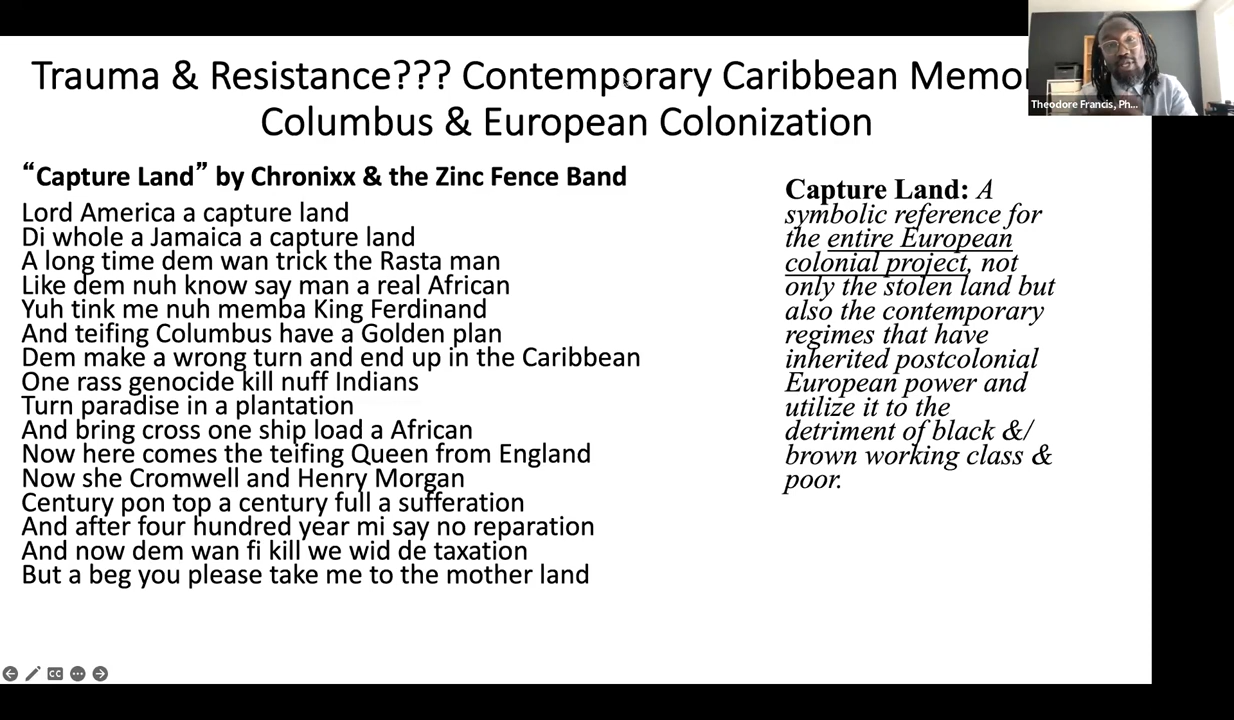 Trauma & Resistance??? Contemporary Caribbean Memor
Columbus & European Colonization
Theodore Francis, Ph...
“Capture Land” by Chronixx & the Zinc Fence Band
Lord America a capture land
Di whole a Jamaica a capture land
A long time dem wan trick the Rasta man
Like dem nuh know say man a real African
Yuh tink me nuh memba King Ferdinand
And teifing Columbus have a Golden plan
Dem make a wrong turn and end up in the Caribbean
One rass genocide kill nuff Indians
Turn paradise in a plantation
And bring cross one ship load a African
Now here comes the teifing Queen from England
Now she Cromwell and Henry Morgan
Century pon top a century full a sufferation
And after four hundred year mi say no reparation
And now dem wan fi kill we wid de taxation
But a beg you please take me to the mother land
Capture Land: A
symbolic reference for
the entire European
colonial project, not
only the stolen land but
also the contemporary
regimes that have
inherited postcolonial
European power and
utilize it to the
detriment of black &/
brown working class &
poor.
CC